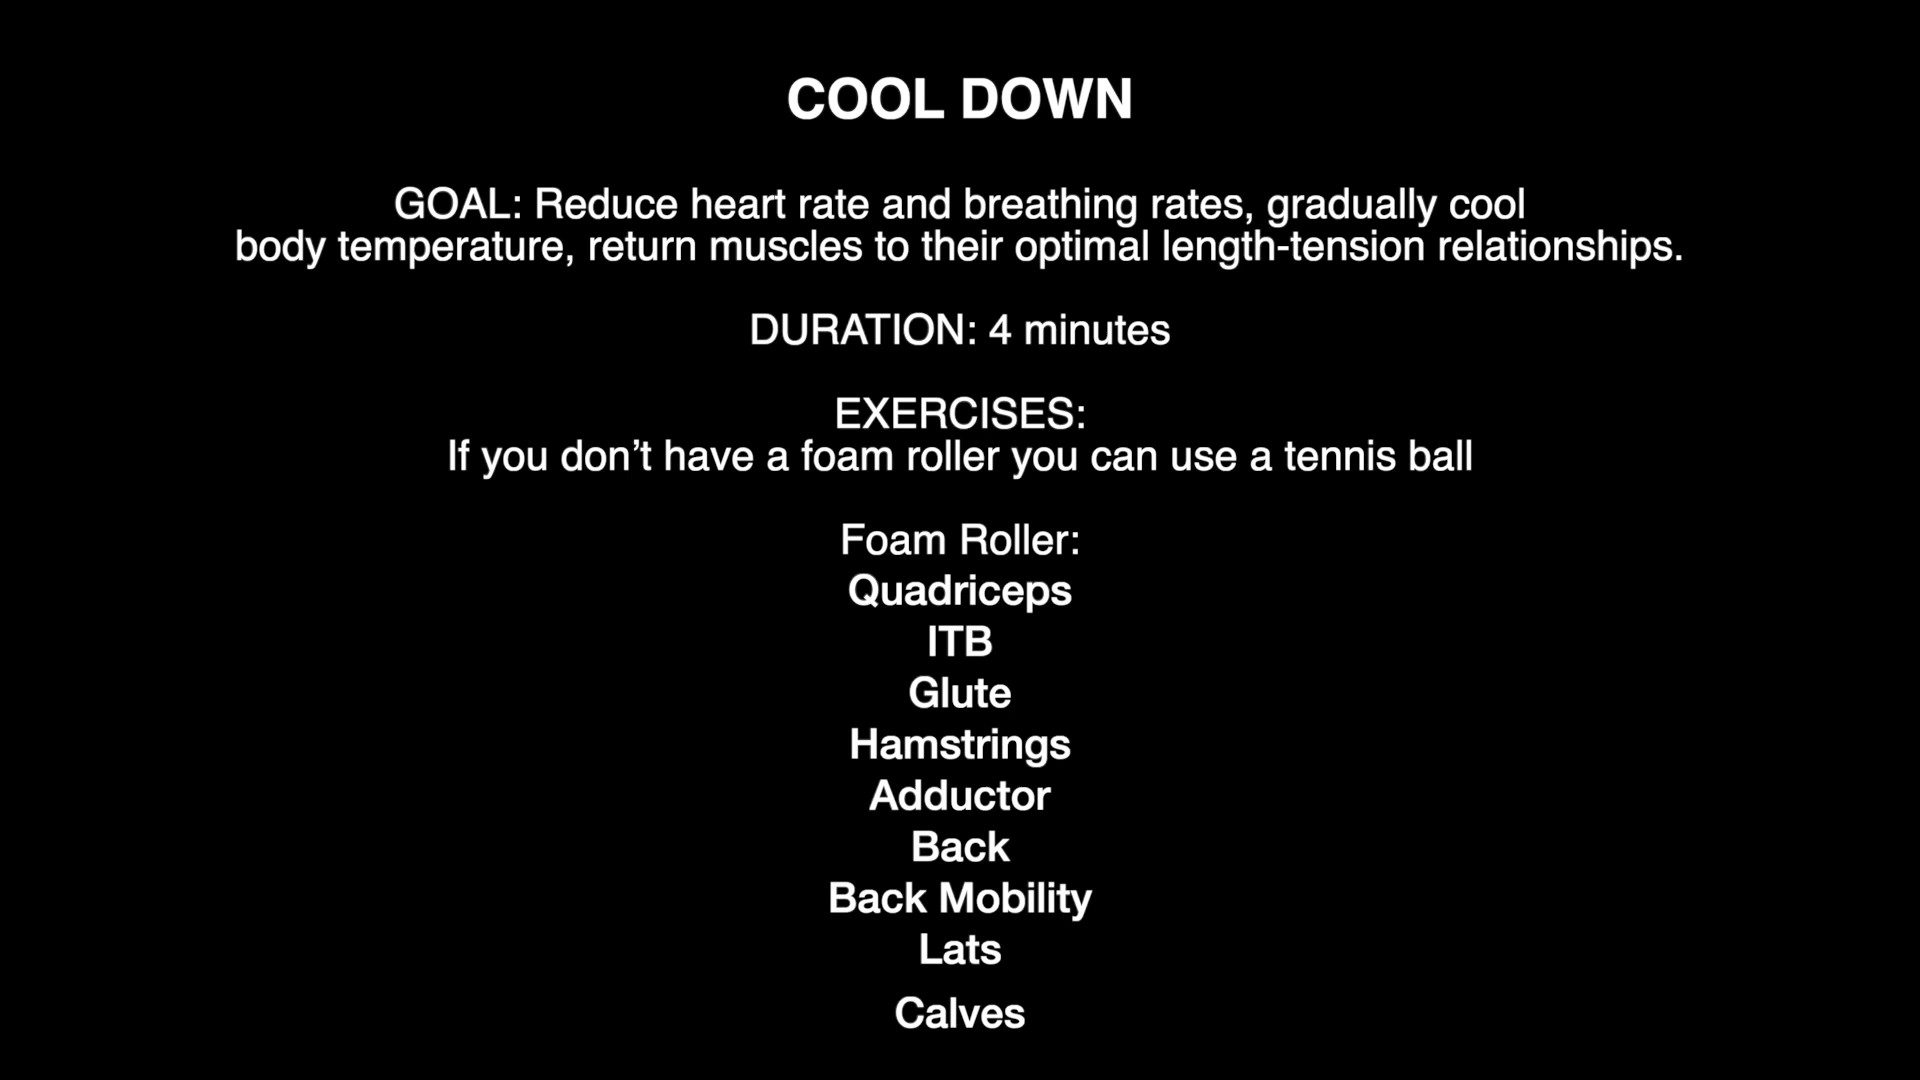 COOL DOWN
GOAL: Reduce heart rate and breathing rates, gradually cool
body temperature, return muscles to their optimal length-tension relationships.
DURATION: 4 minutes
EXERCISES:
If you don’t have a foam roller you can use a tennis ball
Foam Roller:
Quadriceps
ITB
Glute
Hamstrings
Adductor
Back
Back Mobility
Lats
Calves